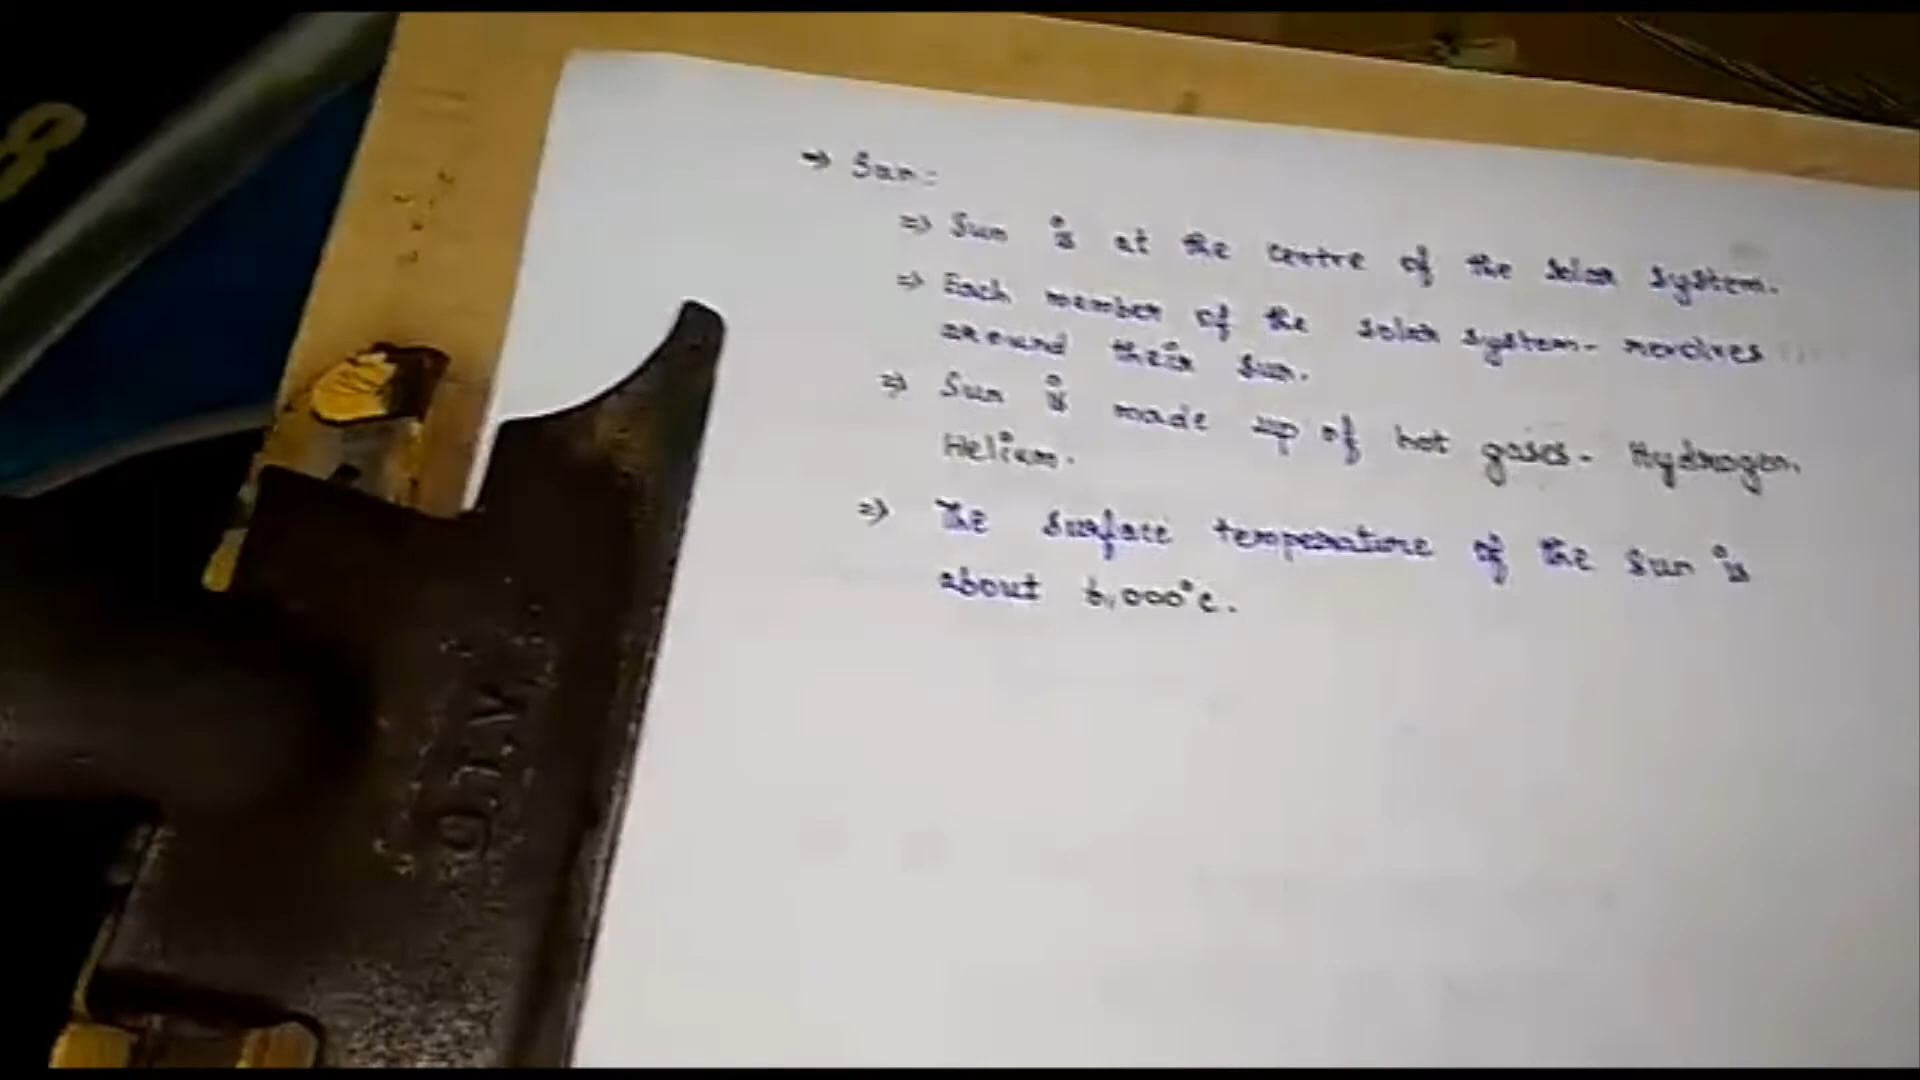 ⇒ Sun:
⇒ Sun is at the centre of the solar system.
⇒ Each member of the solar system- revolves
around their sun.
⇒ Sun is made up of hot gases- Hydrogen,
Helium.
⇒ The surface temperature of the sun is
about 6,000°c.
8